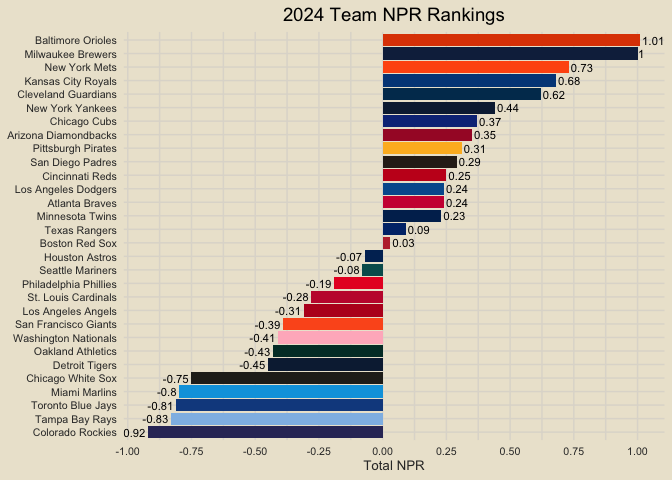 2024 Team NPR Rankings
Baltimore Orioles 1.01
Milwaukee Brewers 1
New York Mets 0.73
Kansas City Royals 0.68
Cleveland Guardians 0.62
New York Yankees 0.44
Chicago Cubs 0.37
Arizona Diamondbacks 0.35
Pittsburgh Pirates 0.31
San Diego Padres 0.29
Cincinnati Reds 0.25
Los Angeles Dodgers 0.24
Atlanta Braves 0.24
Minnesota Twins 0.23
Texas Rangers 0.09
Boston Red Sox 0.03
Houston Astros -0.07
Seattle Mariners -0.08
Philadelphia Phillies -0.19
St. Louis Cardinals -0.28
Los Angeles Angels -0.31
San Francisco Giants -0.39
Washington Nationals -0.41
Oakland Athletics -0.43
Detroit Tigers -0.45
Chicago White Sox -0.75
Miami Marlins -0.8
Toronto Blue Jays -0.81
Tampa Bay Rays -0.83
Colorado Rockies 0.92
-1.00 -0.75 -0.50 -0.25 0.00 0.25 0.50 0.75 1.00
Total NPR